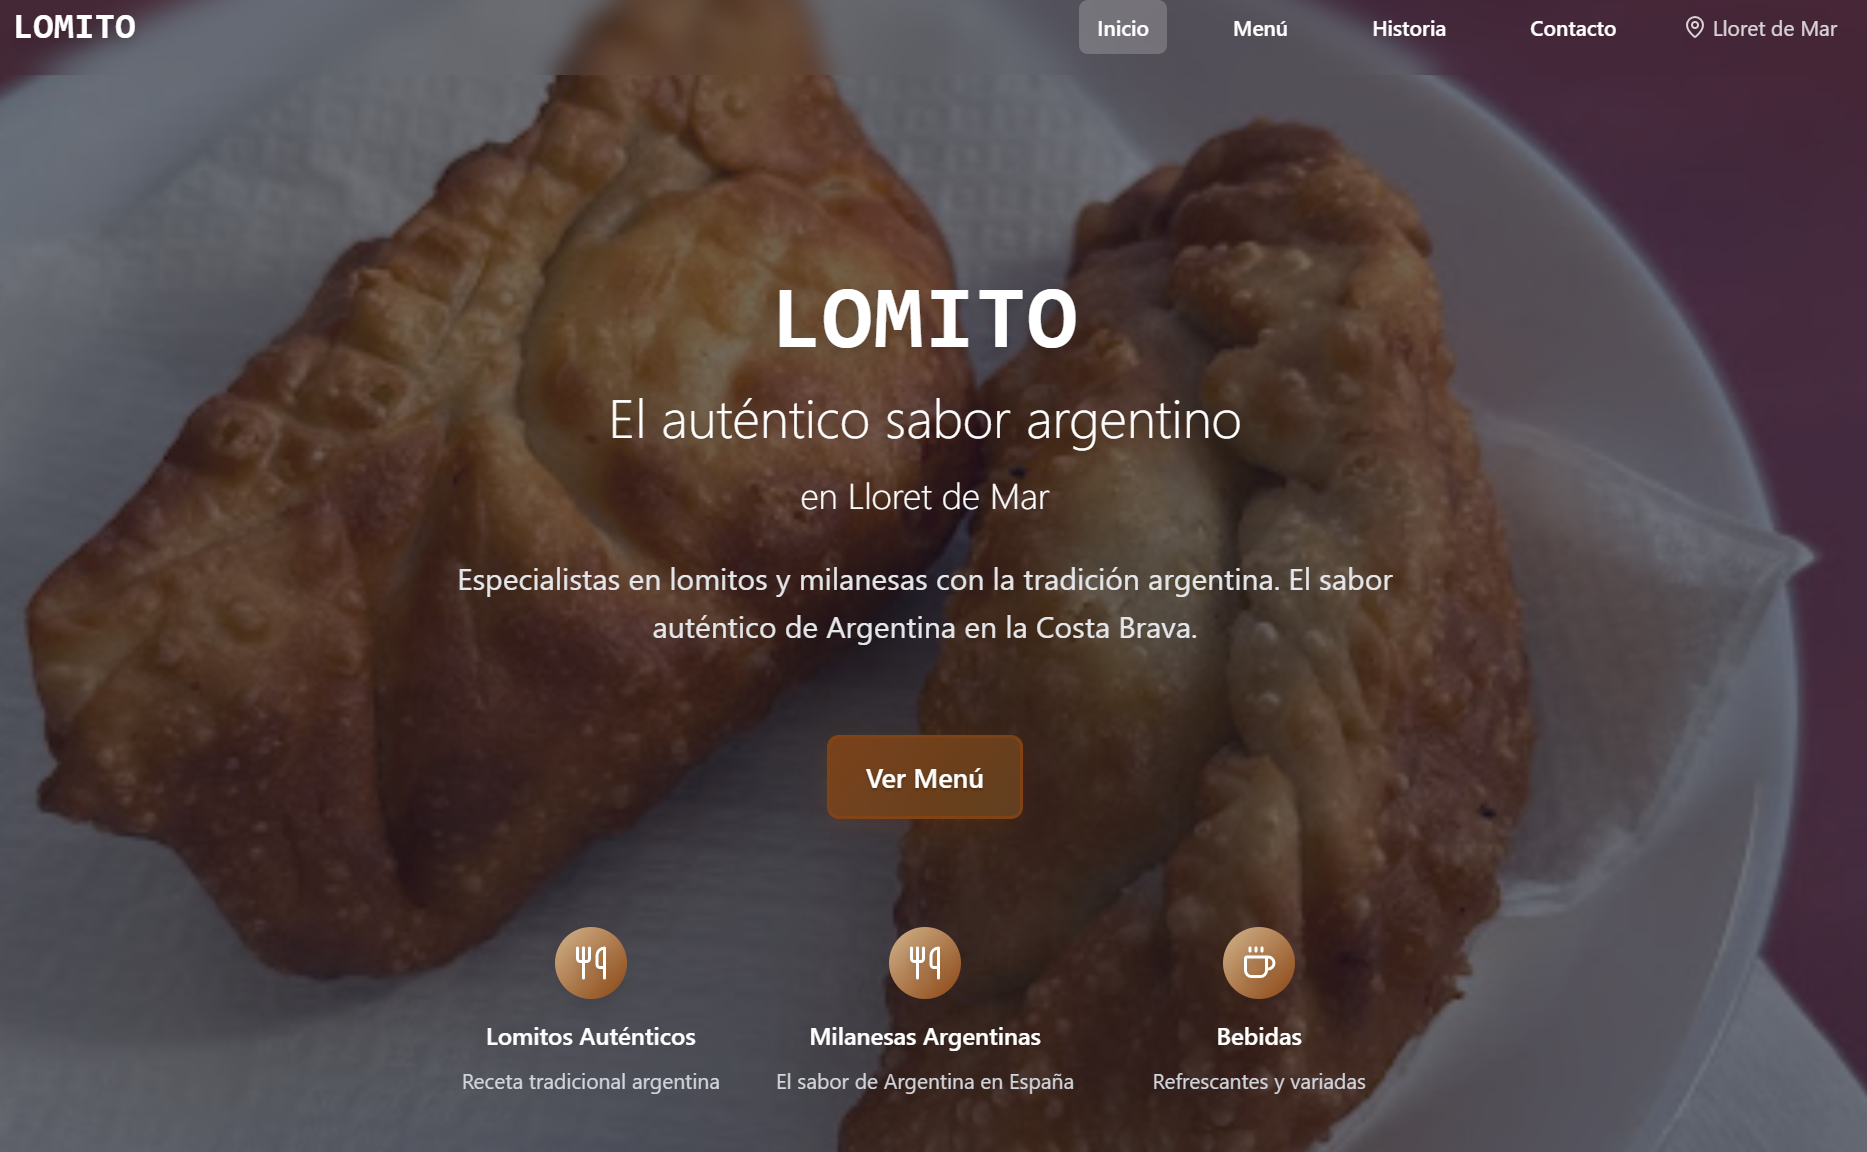 LOMITO
Inicio
Menú
Historia
Contacto
Lloret de Mar
LOMITO
El auténtico sabor argentino
en Lloret de Mar
Especialistas en lomitos y milanesas con la tradición argentina. El sabor
auténtico de Argentina en la Costa Brava.
Ver Menú
Lomitos Auténticos
Receta tradicional argentina
Milanesas Argentinas
El sabor de Argentina en España
Bebidas
Refrescantes y variadas